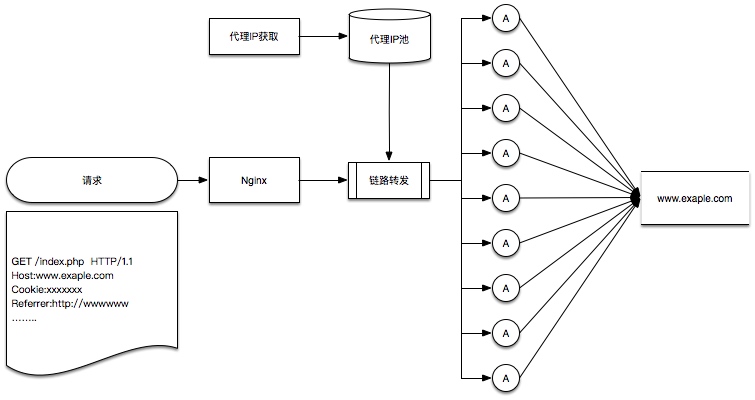 代理IP获取
代理IP池
请求
Nginx
链路转发
A
A
A
A
A
A
A
A
A
www.exaple.com
GET /index.php  HTTP/1.1
Host:www.exaple.com
Cookie:xxxxxxx
Referrer:http://wwwwww
……..